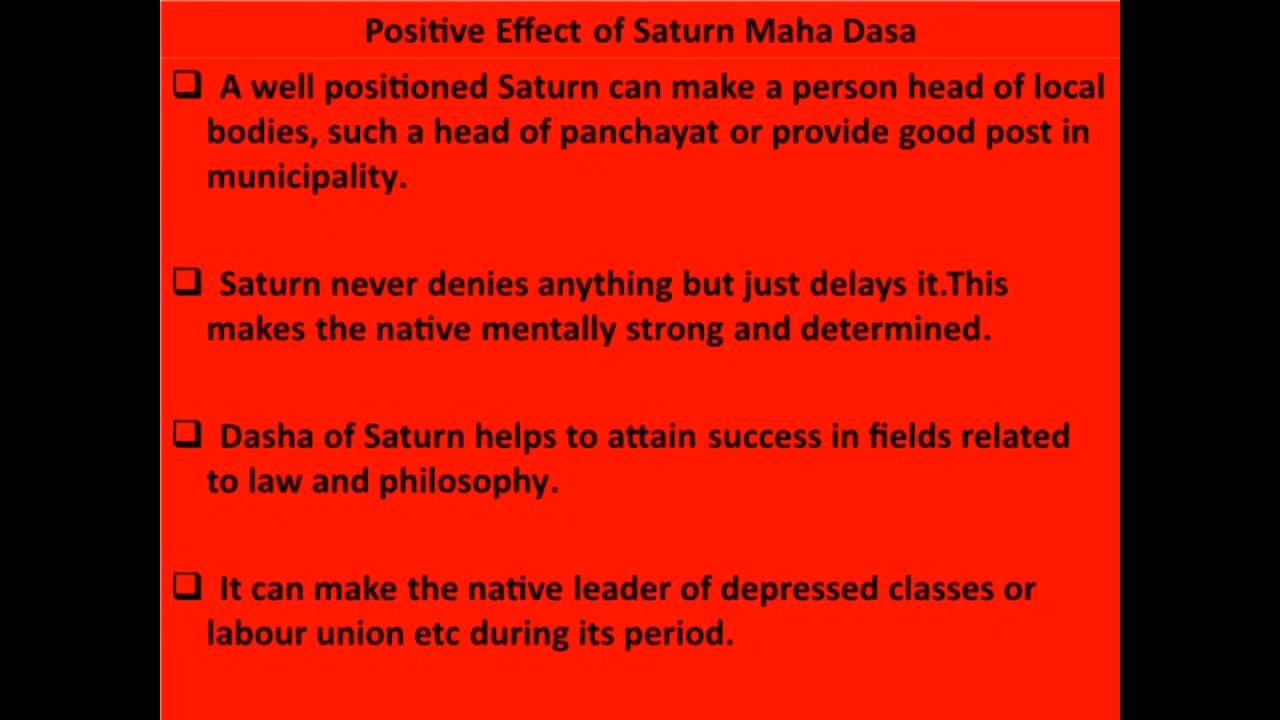 Positive Effect of Saturn Maha Dasa
❑ A well positioned Saturn can make a person head of local
bodies, such a head of panchayat or provide good post in
municipality.
❑ Saturn never denies anything but just delays it.This
makes the native mentally strong and determined.
❑ Dasha of Saturn helps to attain success in fields related
to law and philosophy.
❑ It can make the native leader of depressed classes or
labour union etc during its period.